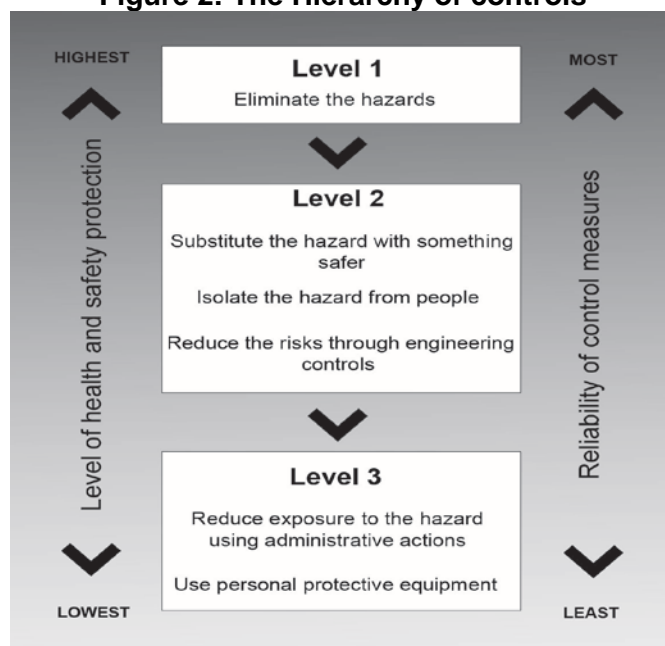 Figure 2. The Hierarchy of controls
HIGHEST
MOST
Level 1
Eliminate the hazards
Level of health and safety protection
Reliability of control measures
Level 2
Substitute the hazard with something
safer
Isolate the hazard from people
Reduce the risks through engineering
controls
Level 3
Reduce exposure to the hazard
using administrative actions
Use personal protective equipment
LOWEST
LEAST